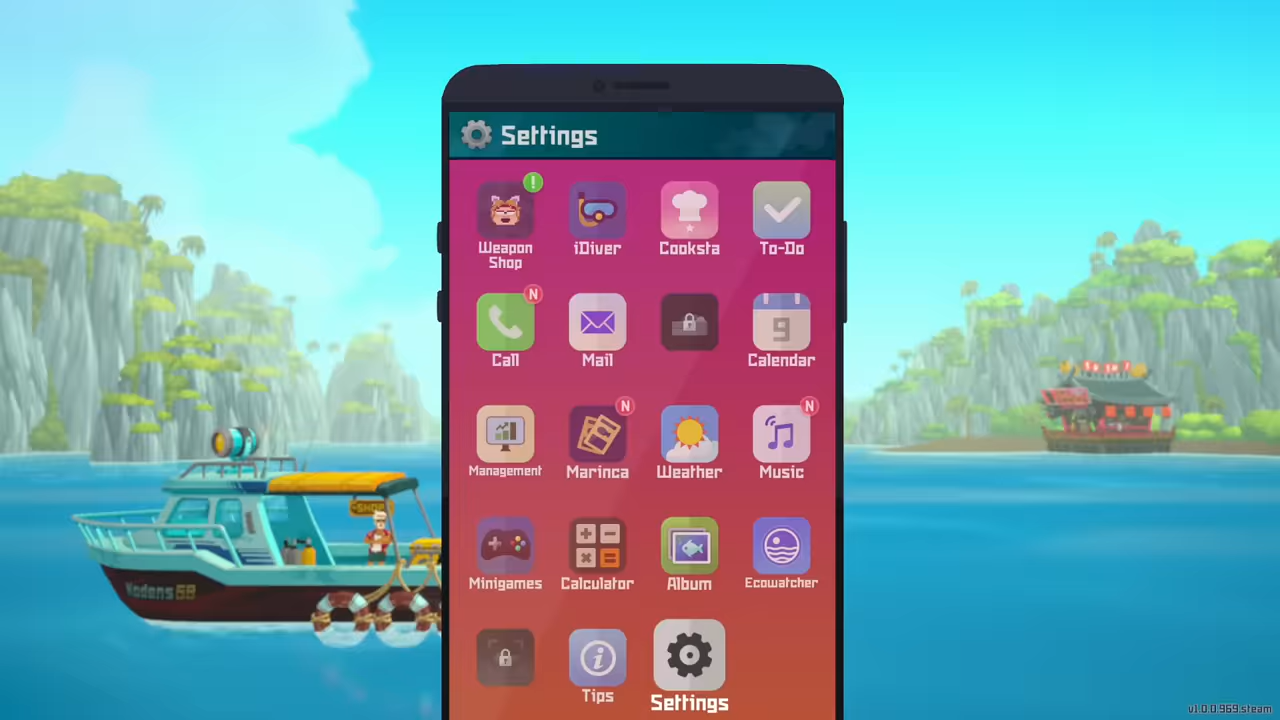 Settings
!
Weapon
Shop
iDiver
Cooksta
To-Do
N
Call
Mail
9
Calendar
N
N
Management
Marinca
Weather
Music
Minigames
Calculator
Album
Ecowatcher
Tips
Settings
SHOP
v1.0.0.969.steam